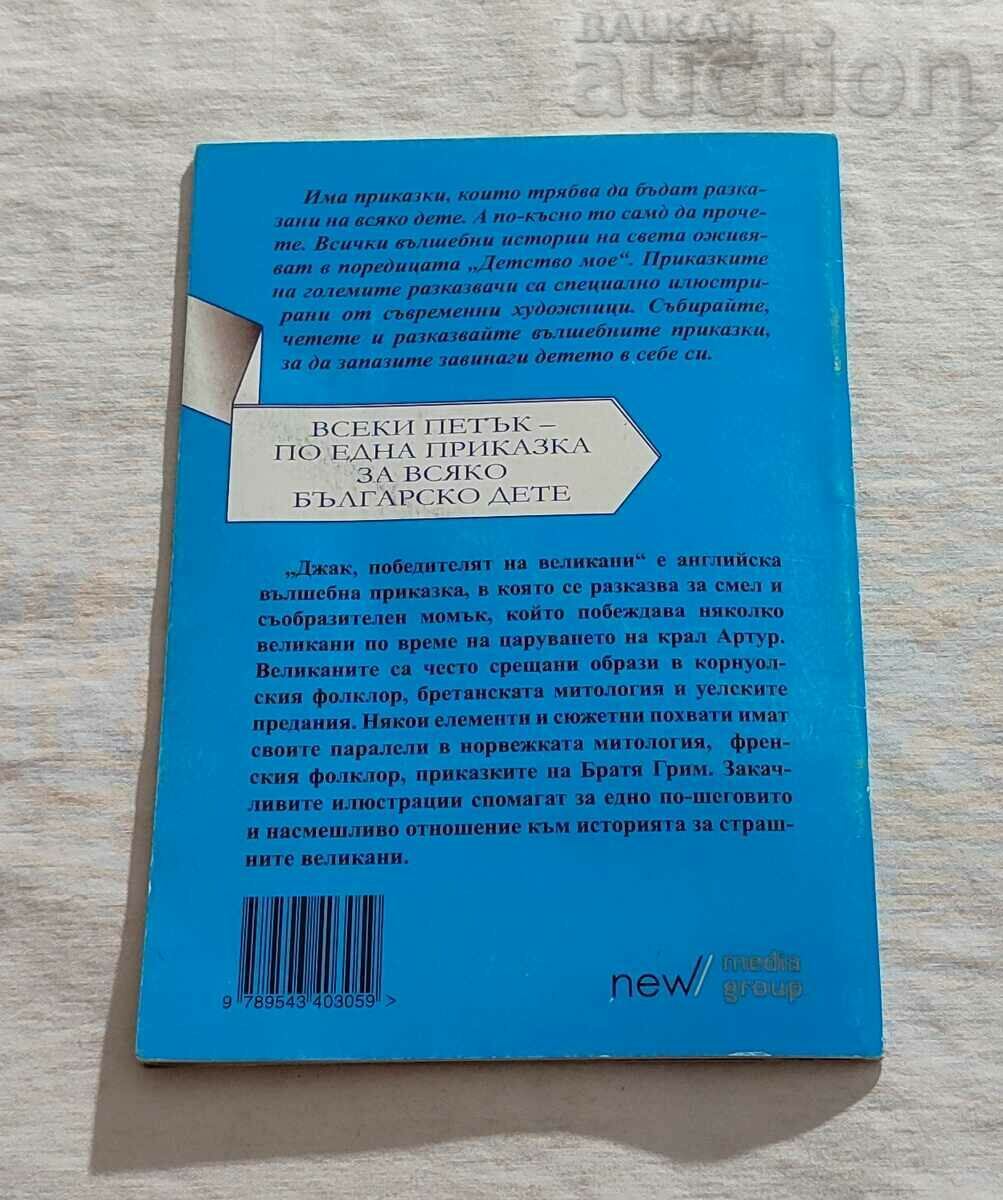 BALKAN
auction
Има приказки, които трябва да бъдат разка-
зани на всяко дете. А по-късно то самд да проче-
те. Всички вълшебни истории на света оживя-
ват в поредицата „Детство мое“. Приказките
на големите разказвачи са специално илюстри-
рани от съвременни художници. Събирайте,
четете и разказвайте вълшебните приказки,
за да запазите завинаги детето в себе си.
ВСЕКИ ПЕТЪК –
ПО ЕДНА ПРИКАЗКА
ЗА ВСЯКО
БЪЛГАРСКО ДЕТЕ
„Джак, победителят на великани“ е английска
вълшебна приказка, в която се разказва за смел и
съобразителен момък, който побеждава няколко
великани по време на царуването на крал Артур.
Великаните са често срещани образи в корнуол-
ския фолклор, бретанската митология и уелските
предания. Някои елементи и сюжетни похвати имат
своите паралели в норвежката митология, френ-
ския фолклор, приказките на Братя Грим. Закач-
ливите илюстрации спомагат за едно по-шеговито
и насмешливо отношение към историята за страш-
ните великани.
9 789543 403059 >
new// media
group